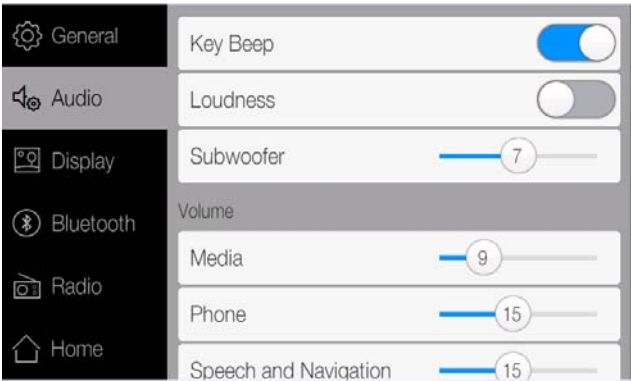 General
Audio
Display
Bluetooth
Radio
Home
Key Beep
Loudness
Subwoofer 7
Volume
Media 9
Phone 15
Speech and Navigation 15